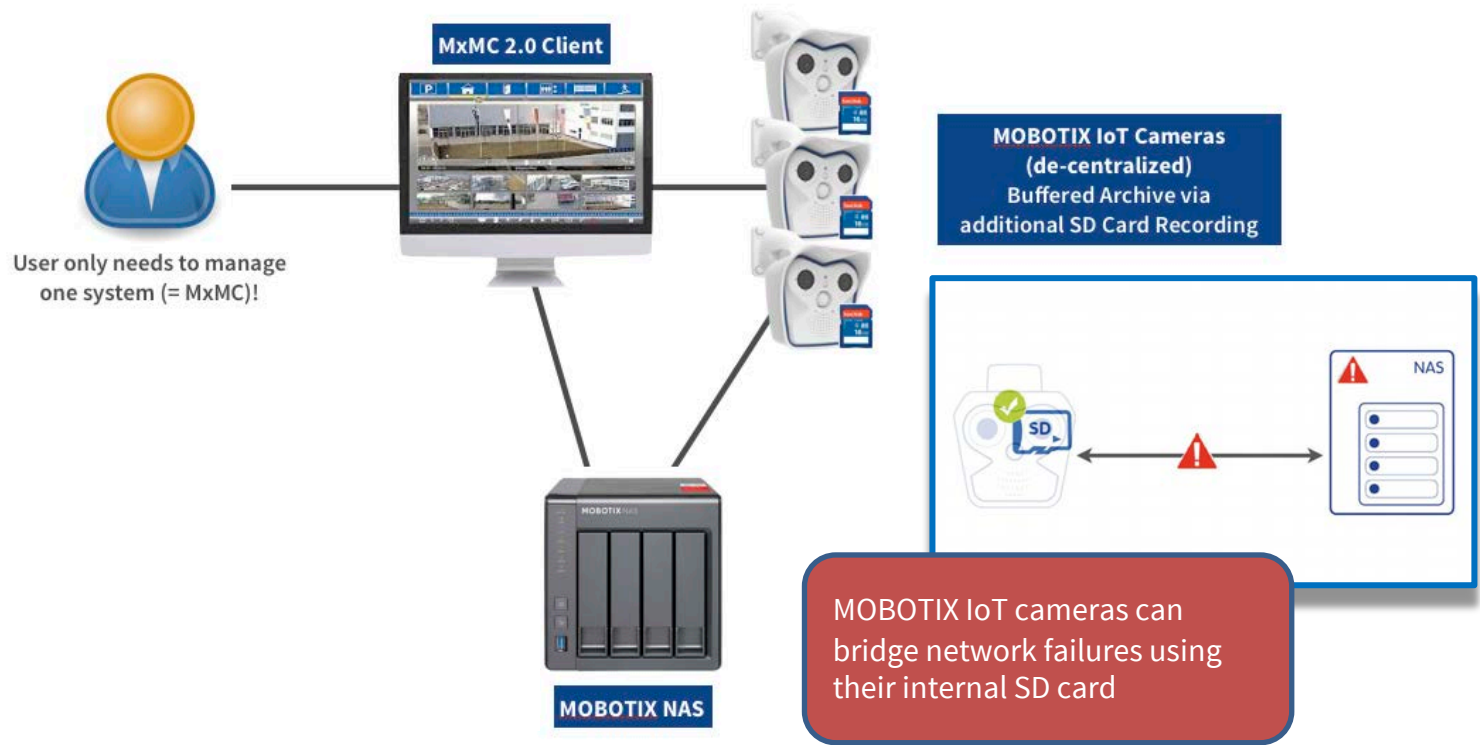 MxMC 2.0 Client
P
User only needs to manage
one system (= MxMC)!
MOBOTIX IoT Cameras
(de-centralized)
Buffered Archive via
additional SD Card Recording
SD
NAS
MOBOTIX NAS
MOBOTIX NAS
MOBOTIX IoT cameras can
bridge network failures using
their internal SD card